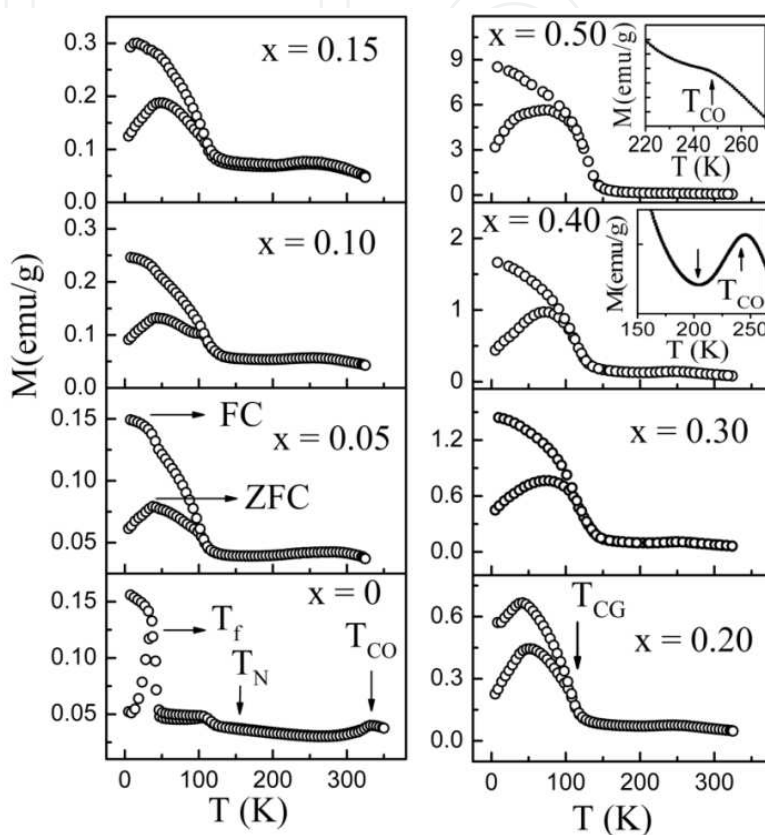 M(emu/g)
0.3
0.2
0.1
0.0
x = 0.15
0.3
0.2
0.1
0.0
x = 0.10
0.15
0.10
0.05
FC
x = 0.05
ZFC
0.15
0.10
0.05
x = 0
T_f
T_N
T_CO
0 100 200 300
T (K)
9
6
3
0
x = 0.50
M(emu/g)
T_CO
220 240 260
T (K)
2
1
0
x = 0.40
M(emu/g)
T_CO
150 200 250
T (K)
1.2
0.6
0.0
x = 0.30
0.6
0.3
0.0
T_CG
x = 0.20
0 100 200 300
T (K)
M(emu/g)